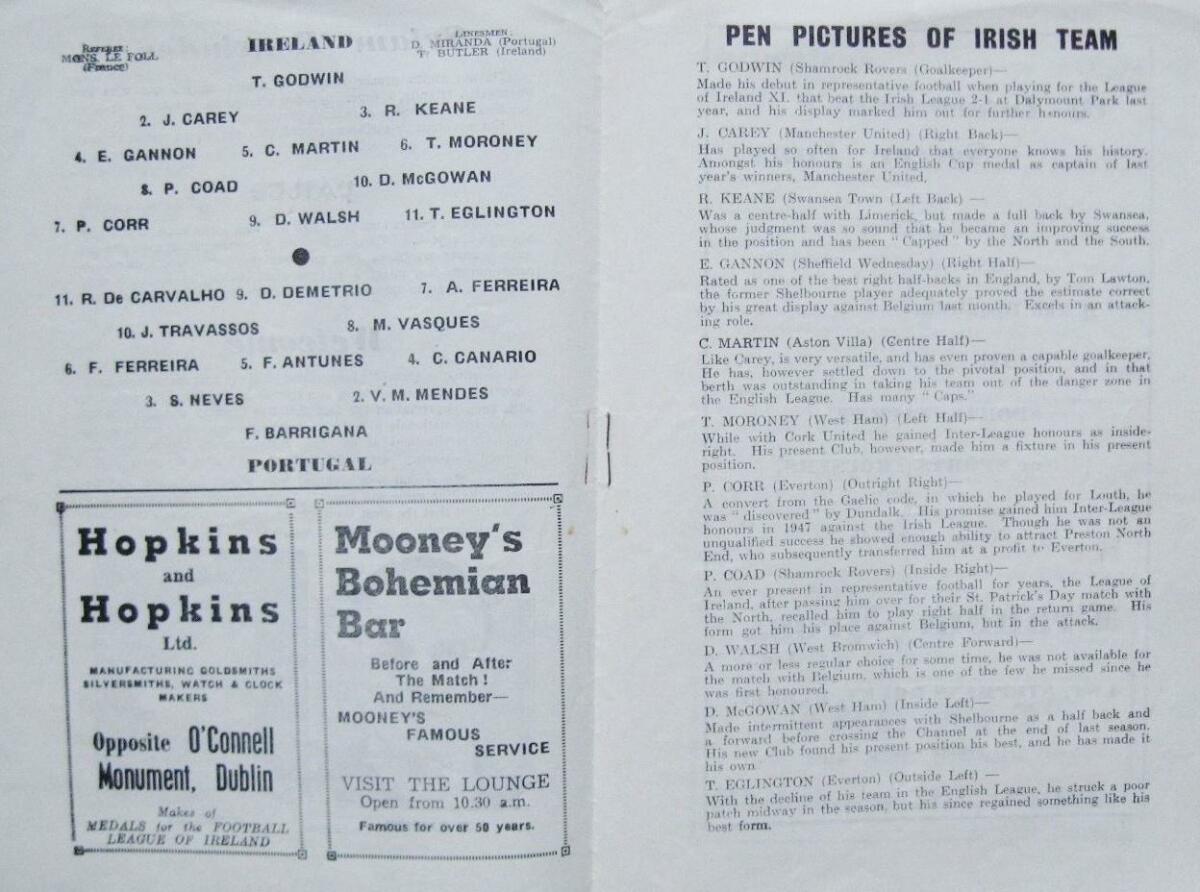 REFEREE:
MONS. LE FOLL
(France)
IRELAND
LINESMEN:
D. MIRANDA (Portugal)
T. BUTLER (Ireland)
T. GODWIN
2. J. CAREY 3. R. KEANE
4. E. GANNON 5. C. MARTIN 6. T. MORONEY
8. P. COAD 10. D. McGOWAN
7. P. CORR 9. D. WALSH 11. T. EGLINGTON
11. R. De CARVALHO 9. D. DEMETRIO 7. A. FERREIRA
10. J. TRAVASSOS 8. M. VASQUES
6. F. FERREIRA 5. F. ANTUNES 4. C. CANARIO
3. S. NEVES 2. V. M. MENDES
F. BARRIGANA
PORTUGAL
Hopkins
and
Hopkins
Ltd.
MANUFACTURING GOLDSMITHS
SILVERSMITHS, WATCH & CLOCK
MAKERS
Opposite O'Connell
Monument, Dublin
Makes of
MEDALS for the FOOTBALL
LEAGUE OF IRELAND
Mooney's
Bohemian
Bar
Before and After
The Match!
And Remember—
MOONEY'S
FAMOUS
SERVICE
VISIT THE LOUNGE
Open from 10.30 a.m.
Famous for over 50 years.
PEN PICTURES OF IRISH TEAM
T. GODWIN (Shamrock Rovers (Goalkeeper)—
Made his debut in representative football when playing for the League
of Ireland XI. that beat the Irish League 2-1 at Dalymount Park last
year, and his display marked him out for further honours.
J. CAREY (Manchester United) (Right Back)—
Has played so often for Ireland that everyone knows his history.
Amongst his honours is an English Cup medal as captain of last
year's winners, Manchester United.
R. KEANE (Swansea Town (Left Back) —
Was a centre-half with Limerick, but made a full back by Swansea,
whose judgment was so sound that he became an improving success
in the position and has been "Capped" by the North and the South.
E. GANNON (Sheffield Wednesday) (Right Half)—
Rated as one of the best right half-backs in England, by Tom Lawton,
the former Shelbourne player adequately proved the estimate correct
by his great display against Belgium last month. Excels in an attack-
ing role.
C. MARTIN (Aston Villa) (Centre Half)—
Like Carey, is very versatile, and has even proven a capable goalkeeper.
He has, however settled down to the pivotal position, and in that
berth was outstanding in taking his team out of the danger zone in
the English League. Has many "Caps."
T. MORONEY (West Ham) (Left Half)—
While with Cork United he gained Inter-League honours as inside-
right. His present Club, however, made him a fixture in his present
position.
P. CORR (Everton) (Outright Right)—
A convert from the Gaelic code, in which he played for Louth, he
was "discovered" by Dundalk. His promise gained him Inter-League
honours in 1947 against the Irish League. Though he was not an
unqualified success he showed enough ability to attract Preston North
End, who subsequently transferred him at a profit to Everton.
P. COAD (Shamrock Rovers) (Inside Right)—
An ever present in representative football for years, the League of
Ireland, after passing him over for their St. Patrick's Day match with
the North, recalled him to play right half in the return game. His
form got him his place against Belgium, but in the attack.
D. WALSH (West Bromwich) (Centre Forward)—
A more or less regular choice for some time, he was not available for
the match with Belgium, which is one of the few he missed since he
was first honoured.
D. McGOWAN (West Ham) (Inside Left)—
Made intermittent appearances with Shelbourne as a half back and
a forward before crossing the Channel at the end of last season.
His new Club found his present position his best, and he has made it
his own
T. EGLINGTON (Everton) (Outside Left) —
With the decline of his team in the English League, he struck a poor
patch midway in the season, but his since regained something like his
best form.